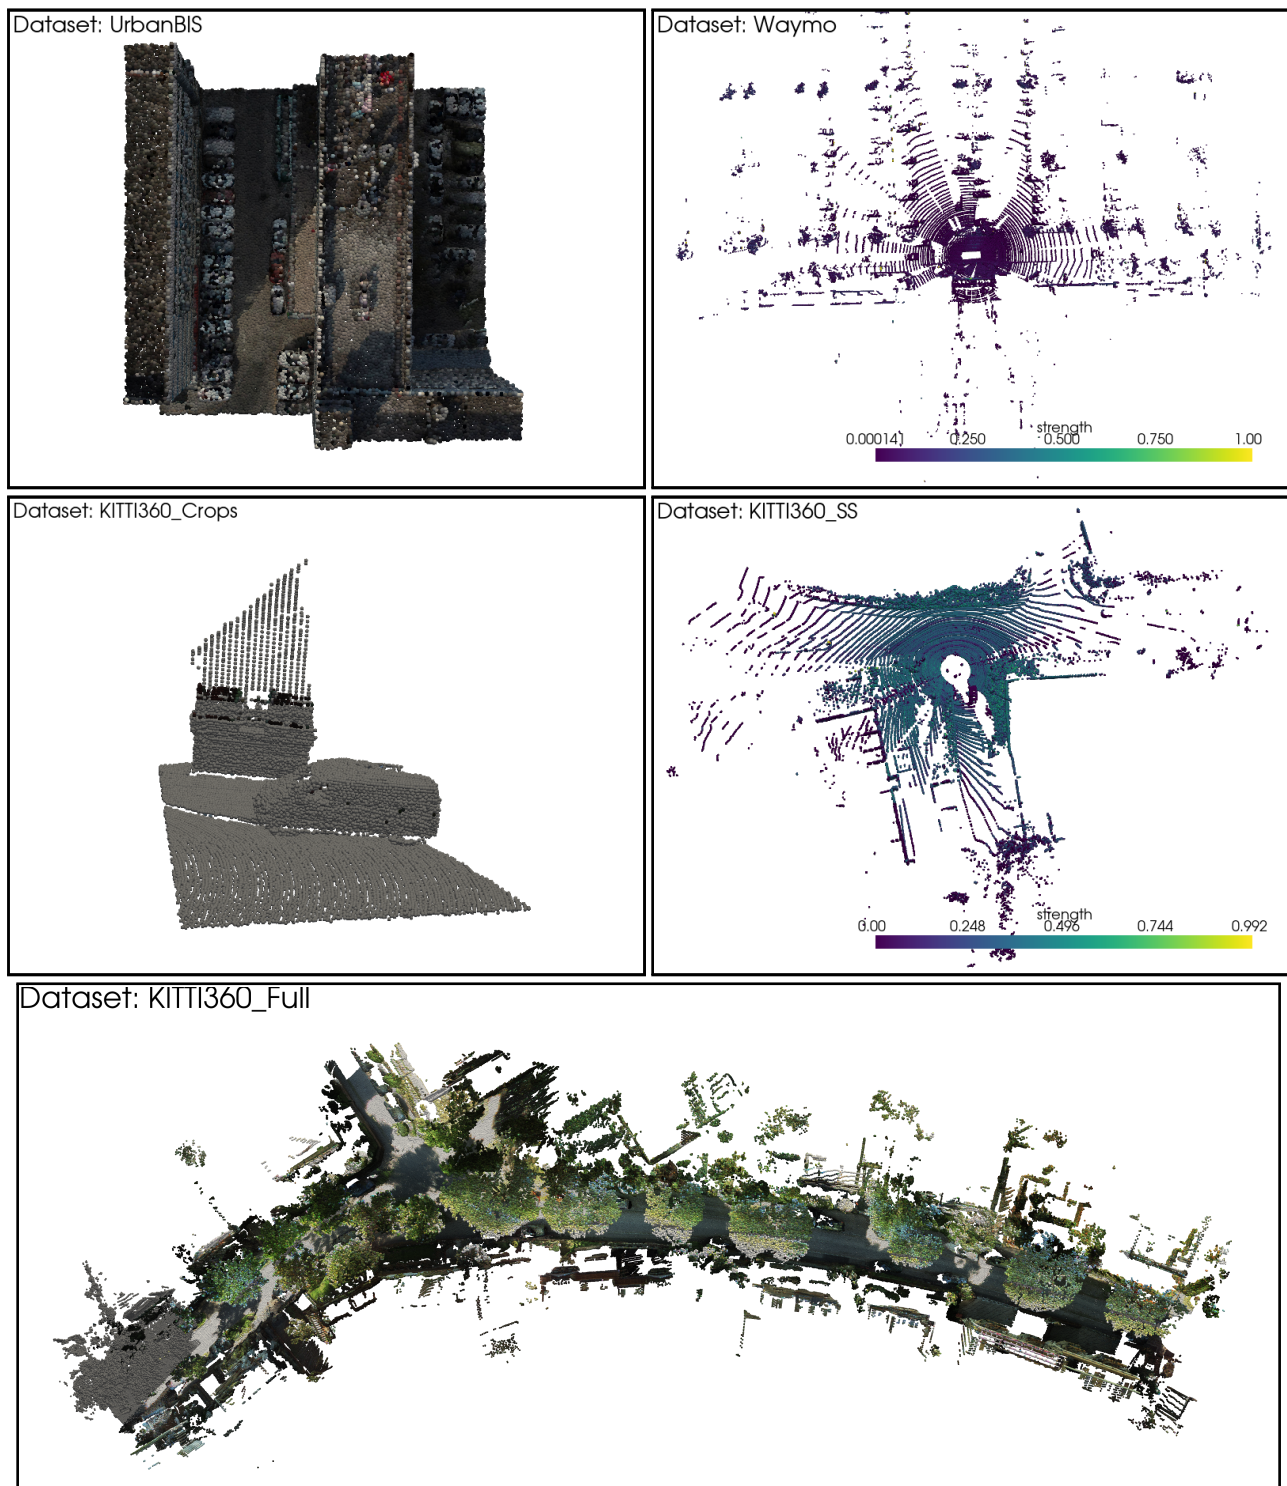 Dataset: UrbanBIS
Dataset: Waymo
strength
0.000141 0.250 0.500 0.750 1.00
Dataset: KITTI360_Crops
Dataset: KITTI360_SS
strength
0.00 0.248 0.496 0.744 0.992
Dataset: KITTI360_Full